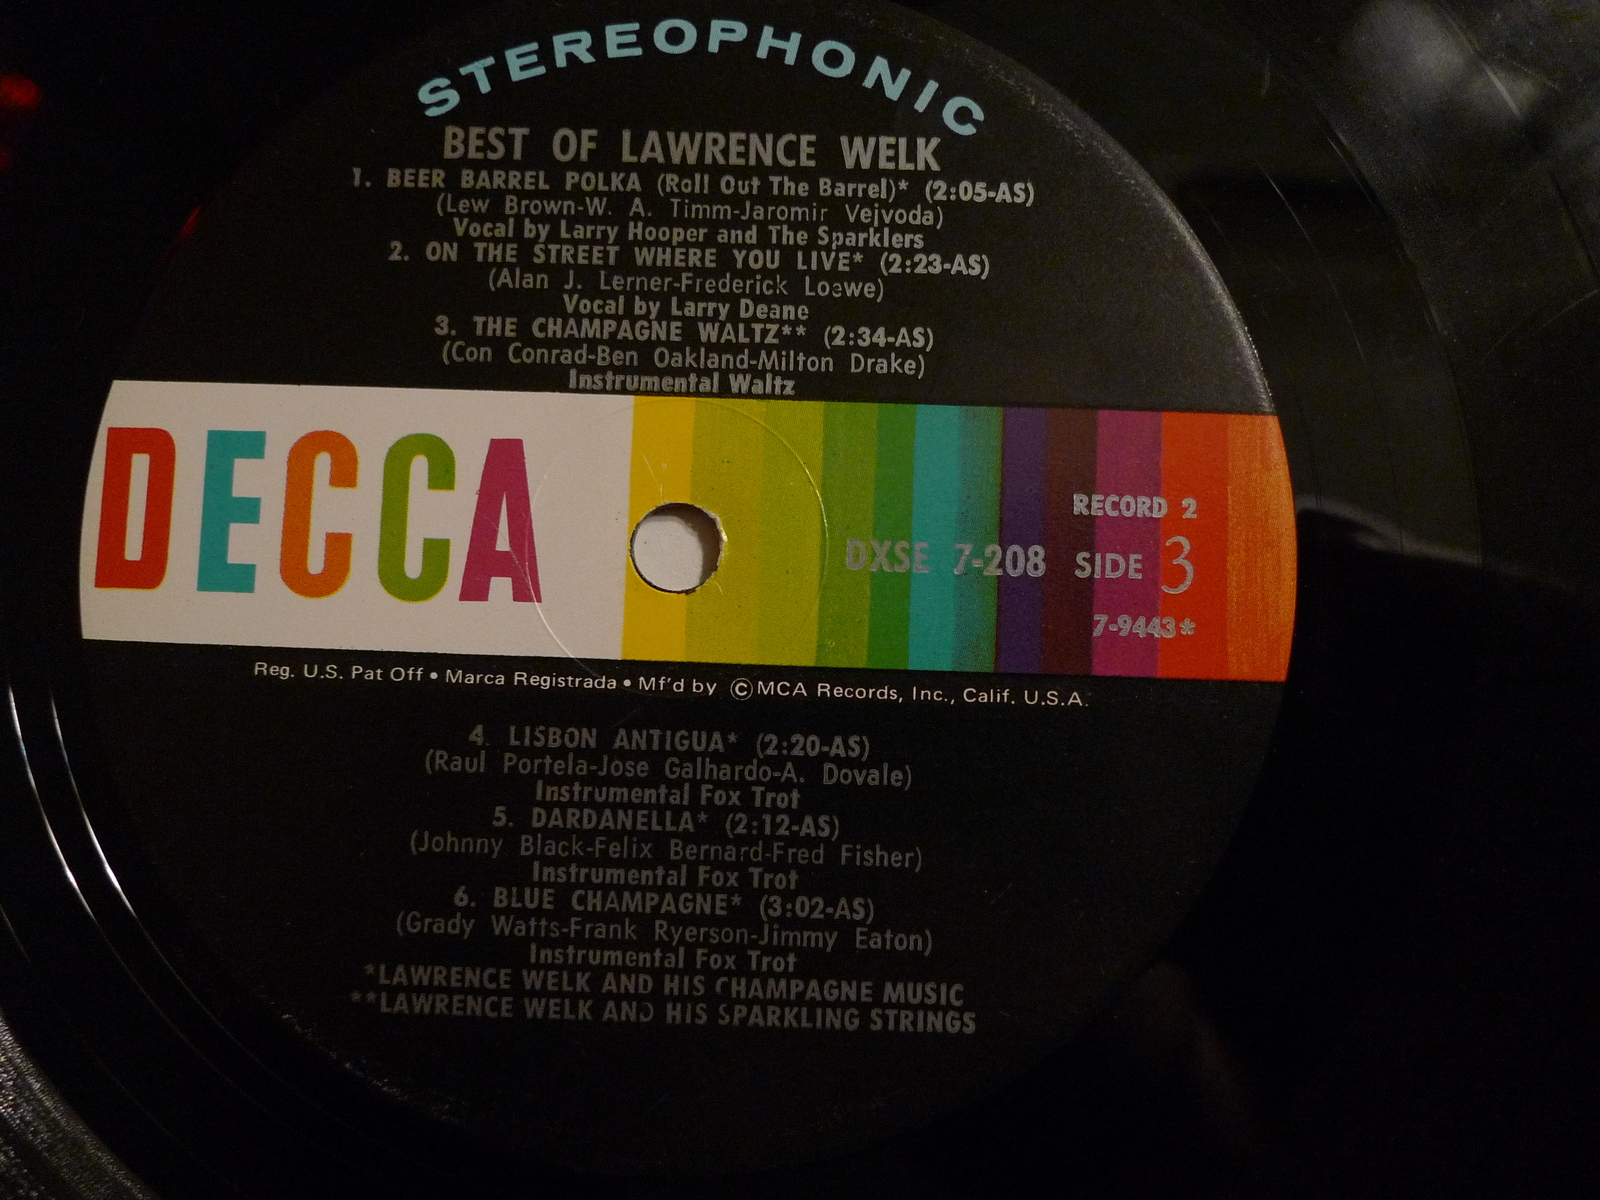 STEREOPHONIC
BEST OF LAWRENCE WELK
1. BEER BARREL POLKA (Roll Out The Barrel)* (2:05-AS)
(Lew Brown-W. A. Timm-Jaromir Vejvoda)
Vocal by Larry Hooper and The Sparklers
2. ON THE STREET WHERE YOU LIVE* (2:23-AS)
(Alan J. Lerner-Frederick Loewe)
Vocal by Larry Deane
3. THE CHAMPAGNE WALTZ** (2:34-AS)
(Con Conrad-Ben Oakland-Milton Drake)
Instrumental Waltz
DECCA
RECORD 2
DXSE 7-208 SIDE 3
7-9443*
Reg. U.S. Pat Off • Marca Registrada • Mf'd by ©MCA Records, Inc., Calif. U.S.A.
4. LISBON ANTIGUA* (2:20-AS)
(Raul Portela-Jose Galhardo-A. Dovale)
Instrumental Fox Trot
5. DARDANELLA* (2:12-AS)
(Johnny Black-Felix Bernard-Fred Fisher)
Instrumental Fox Trot
6. BLUE CHAMPAGNE* (3:02-AS)
(Grady Watts-Frank Ryerson-Jimmy Eaton)
Instrumental Fox Trot
*LAWRENCE WELK AND HIS CHAMPAGNE MUSIC
**LAWRENCE WELK AND HIS SPARKLING STRINGS